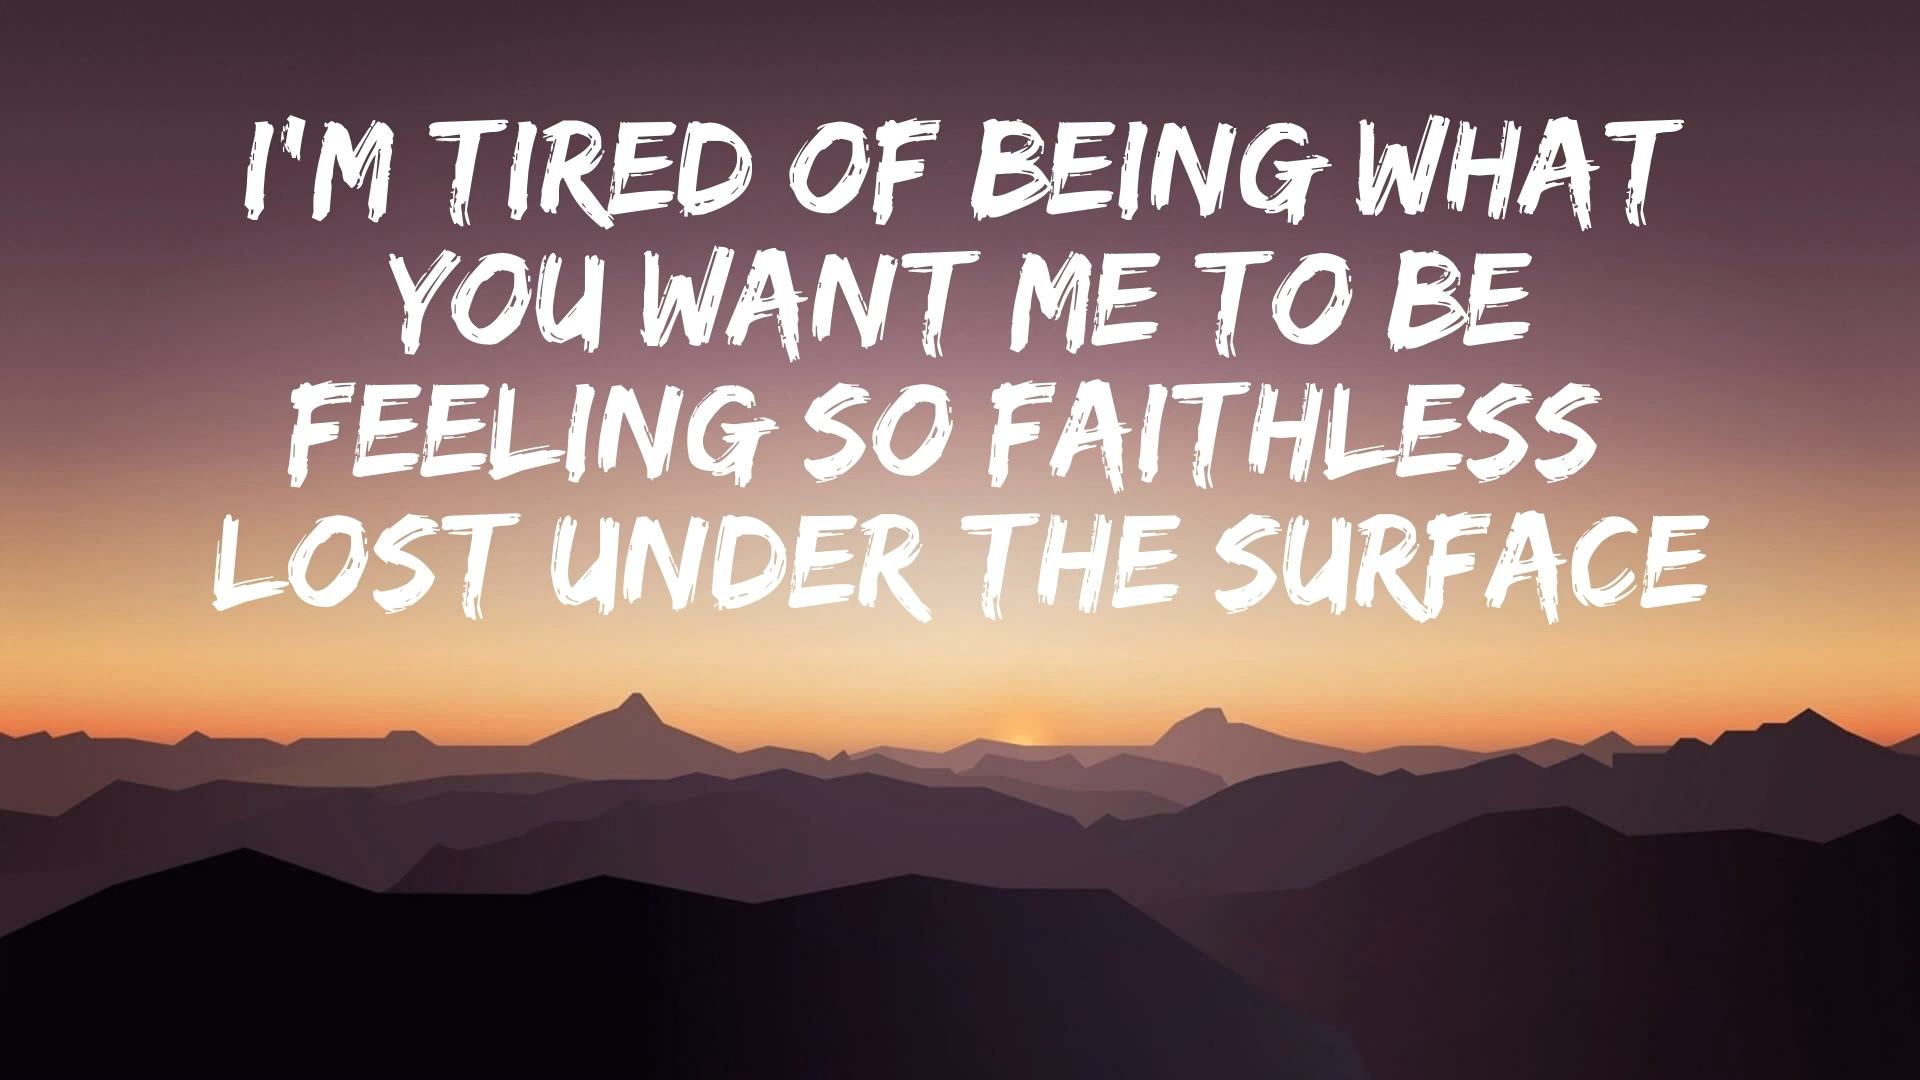 I'M TIRED OF BEING WHAT
YOU WANT ME TO BE
FEELING SO FAITHLESS
LOST UNDER THE SURFACE